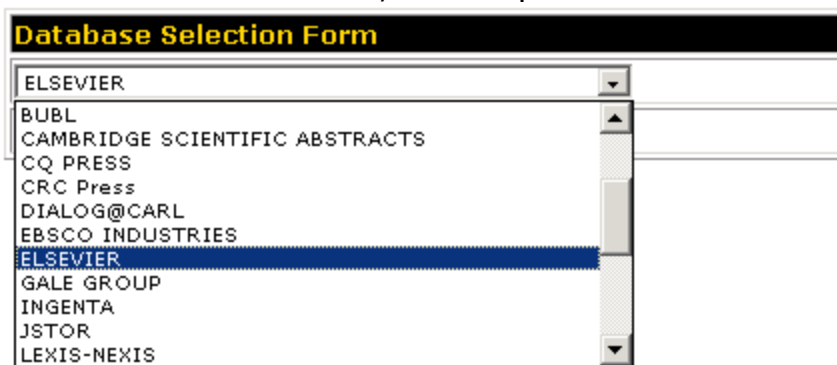 Database Selection Form
ELSEVIER
BUBL
CAMBRIDGE SCIENTIFIC ABSTRACTS
CQ PRESS
CRC Press
DIALOG@CARL
EBSCO INDUSTRIES
ELSEVIER
GALE GROUP
INGENTA
JSTOR
LEXIS-NEXIS